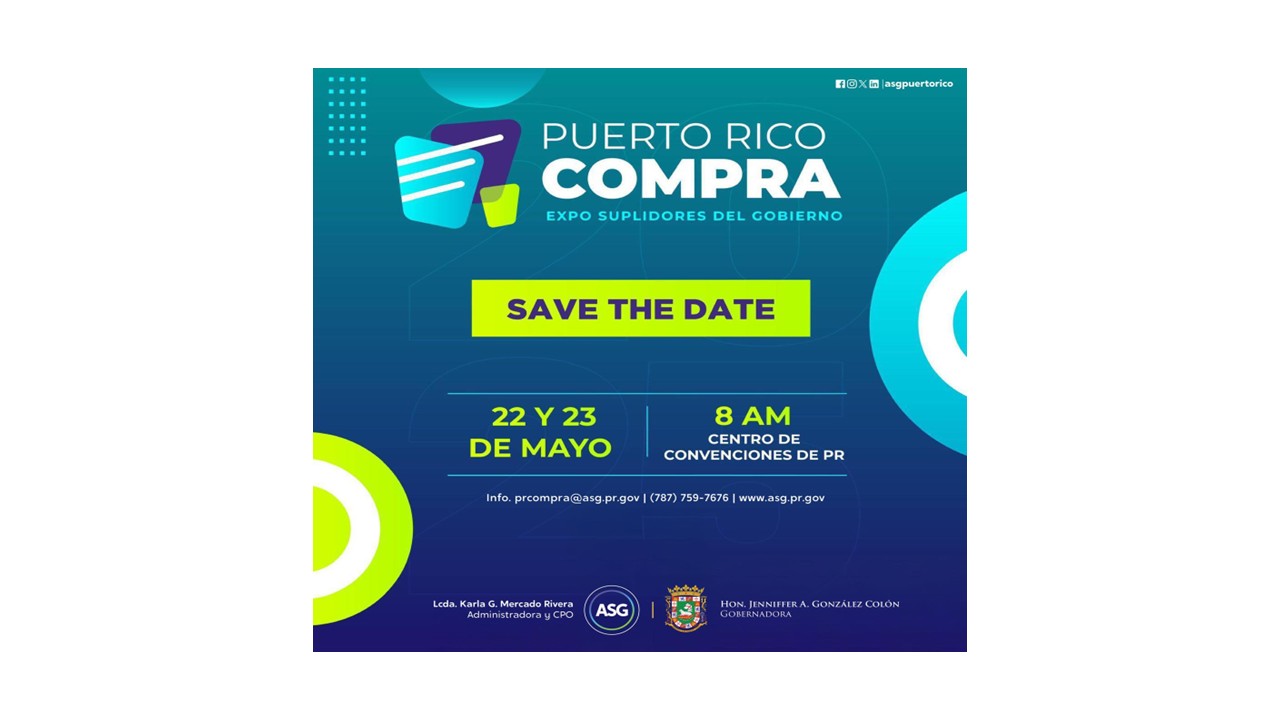 |asgpuertorico
PUERTO RICO
COMPRA
EXPO SUPLIDORES DEL GOBIERNO
SAVE THE DATE
22 Y 23
DE MAYO
8 AM
CENTRO DE
CONVENCIONES DE PR
Info. prcompra@asg.pr.gov | (787) 759-7676 | www.asg.pr.gov
Lcda. Karla G. Mercado Rivera
Administradora y CPO
ASG
Hon. Jenniffer A. González Colón
Gobernadora
2025